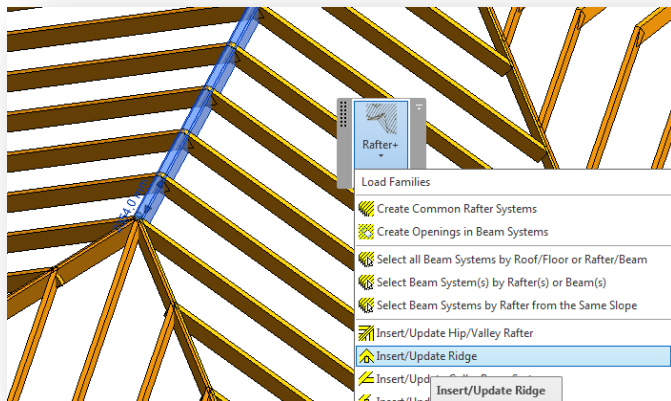 Rafter+
Load Families
Create Common Rafter Systems
Create Openings in Beam Systems
Select all Beam Systems by Roof/Floor or Rafter/Beam
Select Beam System(s) by Rafter(s) or Beam(s)
Select Beam Systems by Rafter from the Same Slope
Insert/Update Hip/Valley Rafter
Insert/Update Ridge
Insert/Update Ridge